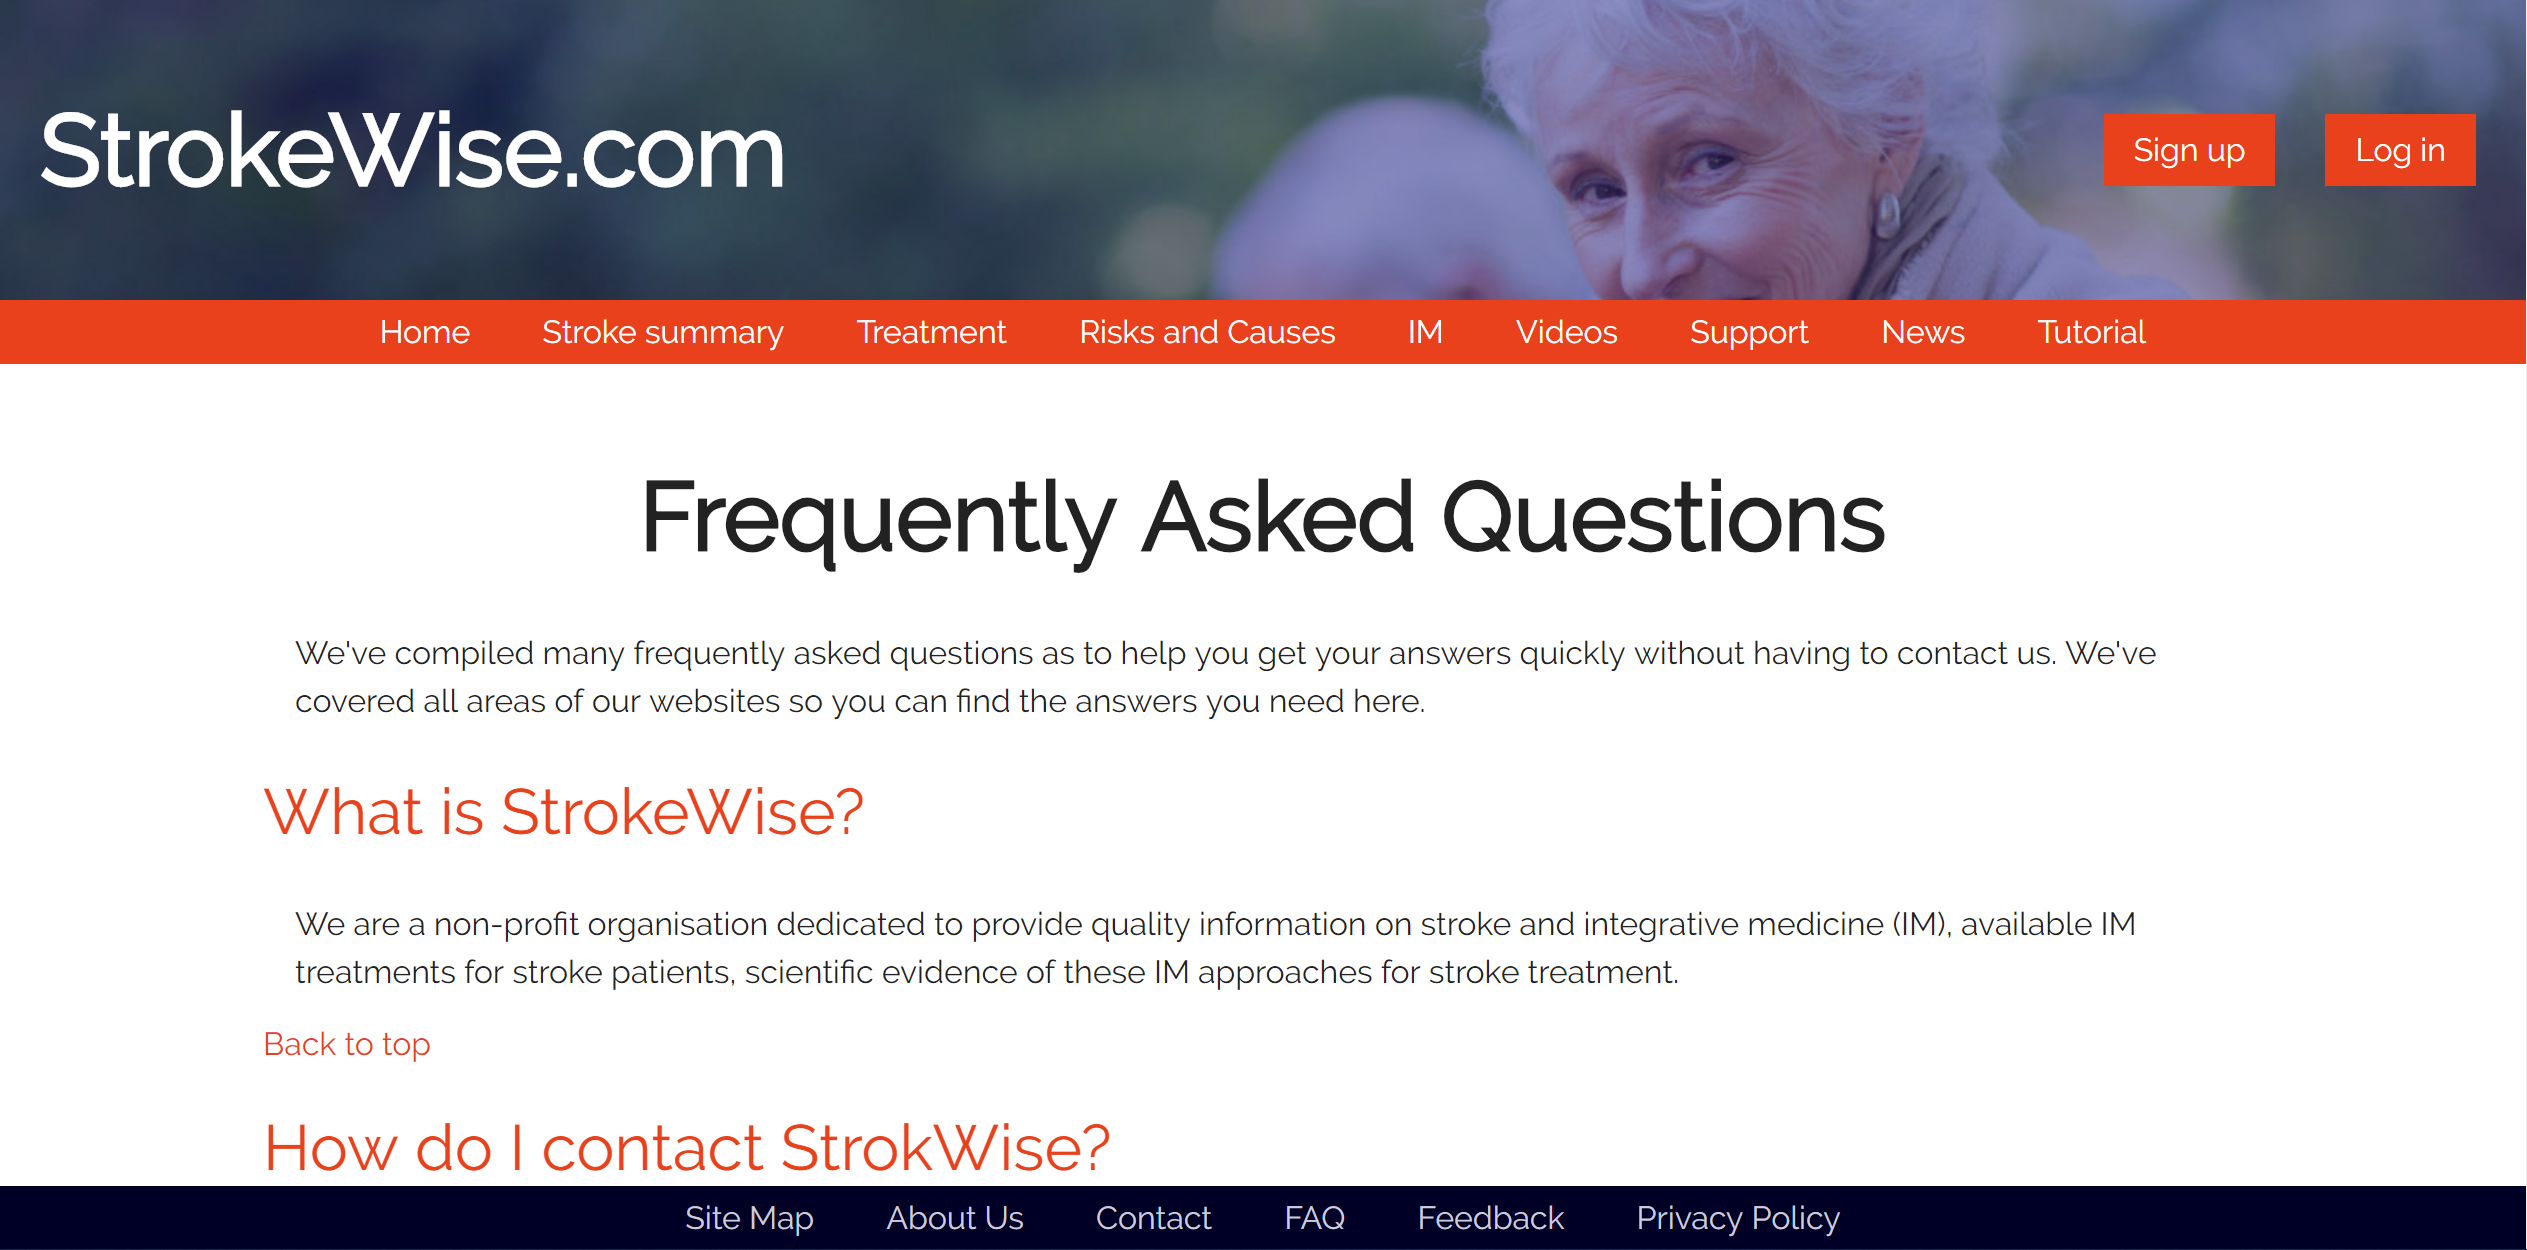 StrokeWise.com
Sign up
Log in
Home
Stroke summary
Treatment
Risks and Causes
IM
Videos
Support
News
Tutorial
Frequently Asked Questions
We've compiled many frequently asked questions as to help you get your answers quickly without having to contact us. We've
covered all areas of our websites so you can find the answers you need here.
What is StrokeWise?
We are a non-profit organisation dedicated to provide quality information on stroke and integrative medicine (IM), available IM
treatments for stroke patients, scientific evidence of these IM approaches for stroke treatment.
Back to top
How do I contact StrokWise?
Site Map
About Us
Contact
FAQ
Feedback
Privacy Policy